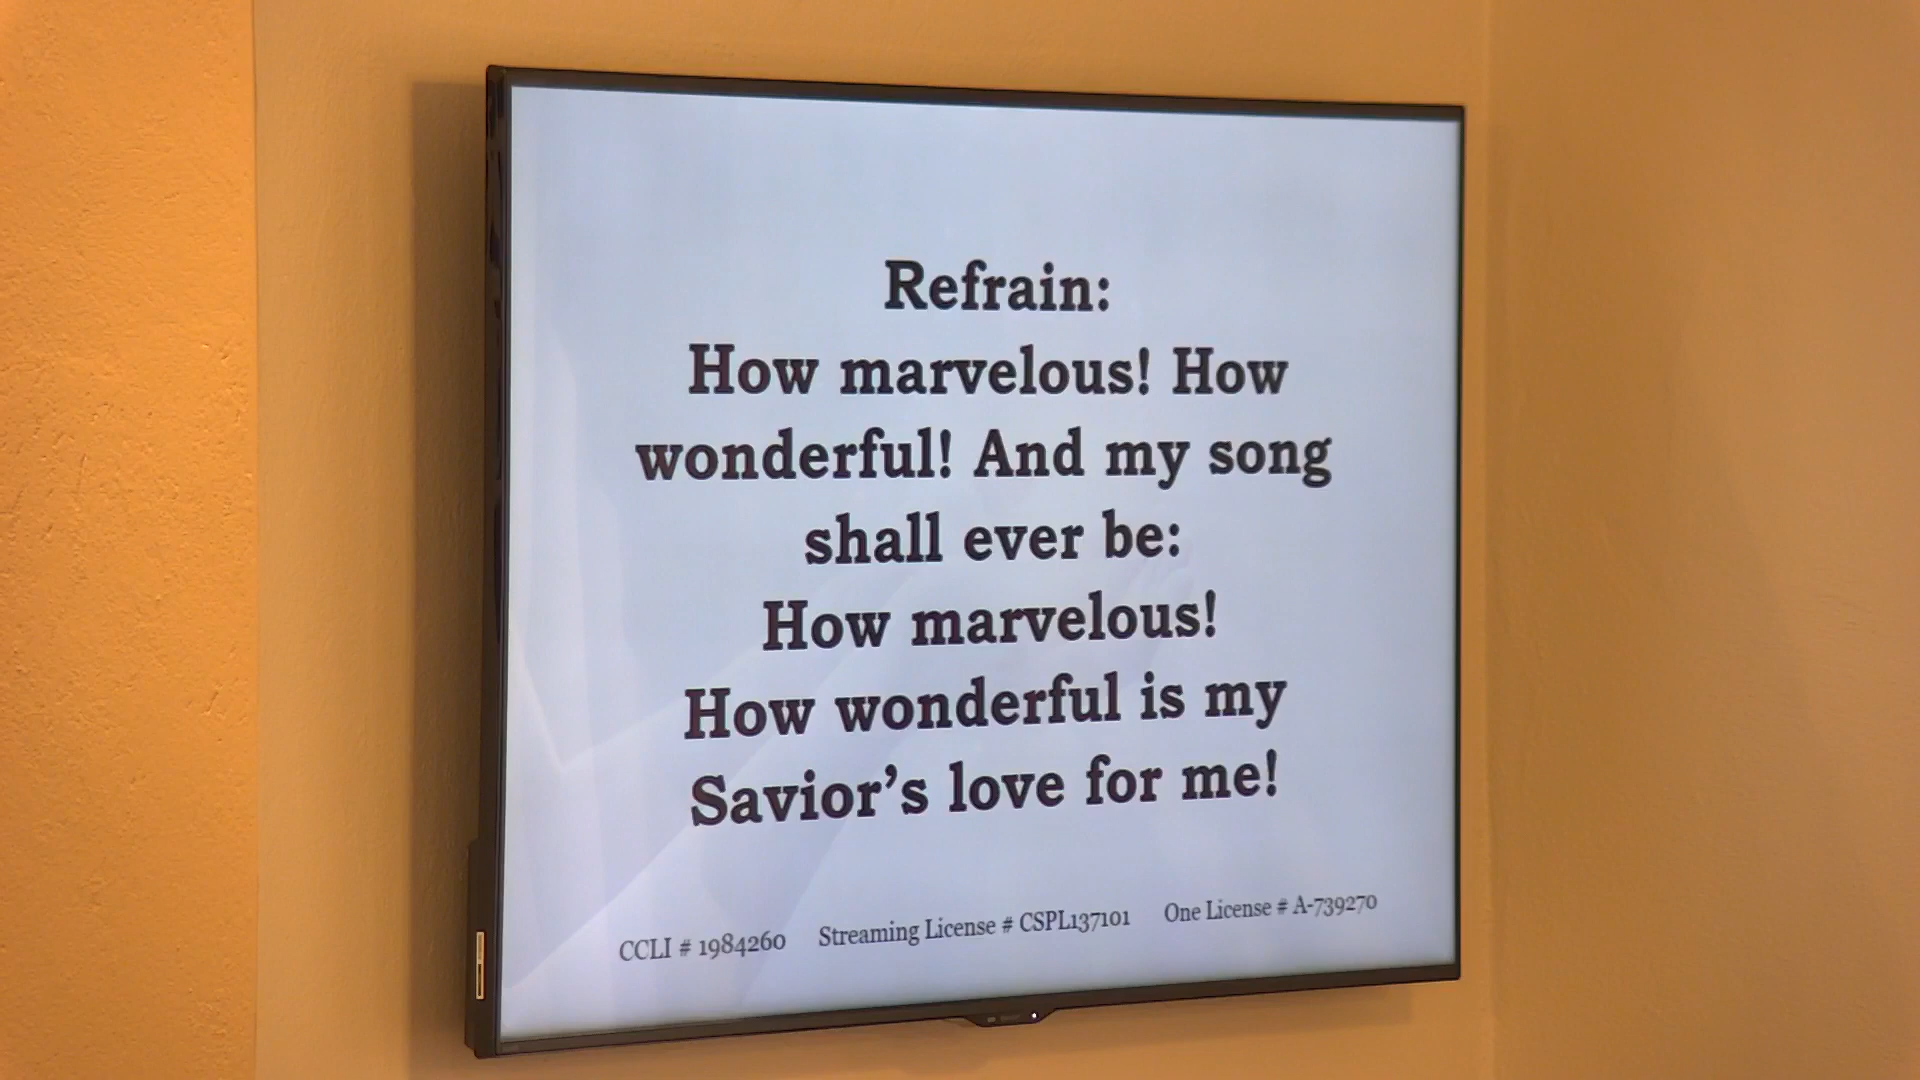 Refrain:
How marvelous! How
wonderful! And my song
shall ever be:
How marvelous!
How wonderful is my
Savior’s love for me!
CCLI # 1984260 Streaming License # CSPL137101 One License # A-739270